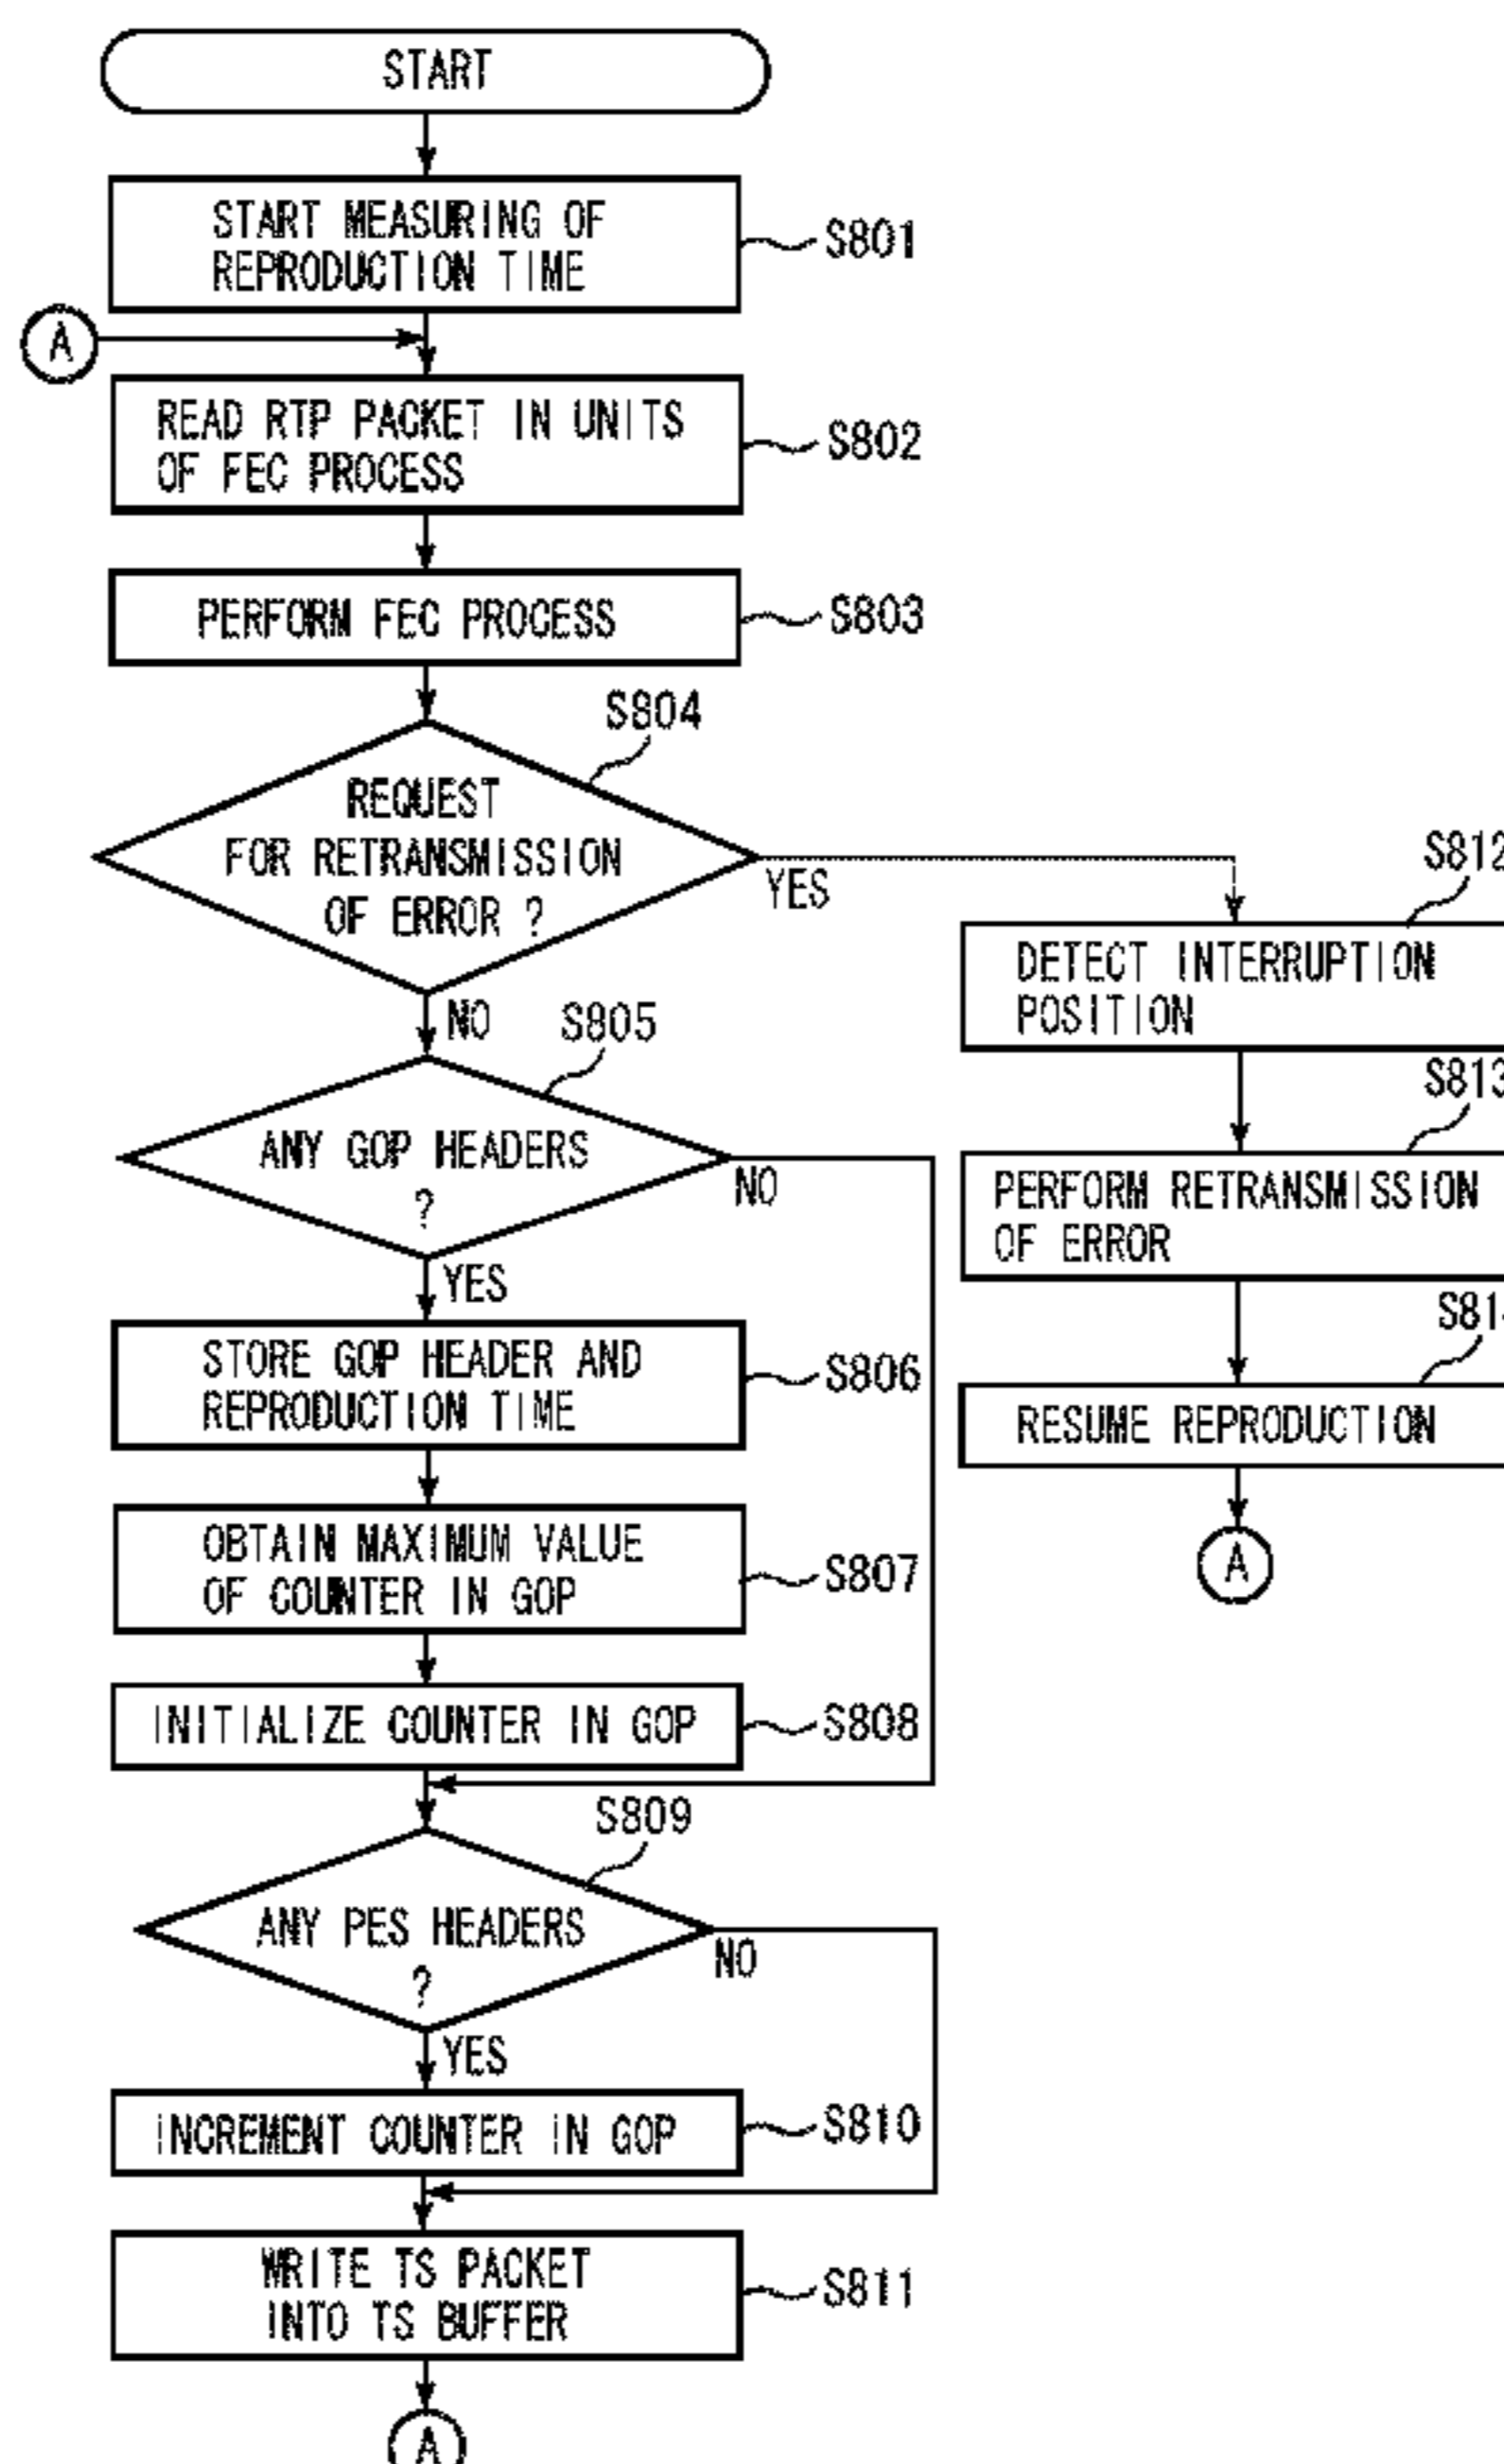 START
START MEASURING OF
REPRODUCTION TIME
S801
A
READ RTP PACKET IN UNITS
OF FEC PROCESS
S802
PERFORM FEC PROCESS
S803
S804
REQUEST
FOR RETRANSMISSION
OF ERROR ?
YES
NO
S805
ANY GOP HEADERS
?
NO
YES
STORE GOP HEADER AND
REPRODUCTION TIME
S806
OBTAIN MAXIMUM VALUE
OF COUNTER IN GOP
S807
INITIALIZE COUNTER IN GOP
S808
S809
ANY PES HEADERS
?
NO
YES
INCREMENT COUNTER IN GOP
S810
WRITE TS PACKET
INTO TS BUFFER
S811
A
S812
DETECT INTERRUPTION
POSITION
S813
PERFORM RETRANSMISSION
OF ERROR
RESUME REPRODUCTION
A